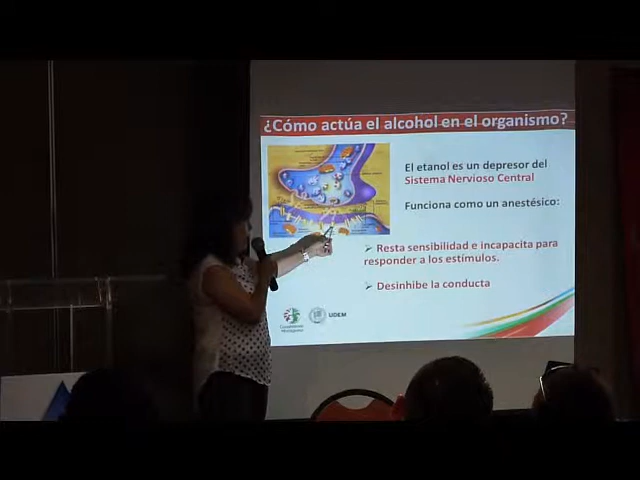 ¿Cómo actúa el alcohol en el organismo?
El etanol es un depresor del
Sistema Nervioso Central
Funciona como un anestésico:
➢ Resta sensibilidad e incapacita para
responder a los estímulos.
➢ Desinhibe la conducta
UDEM